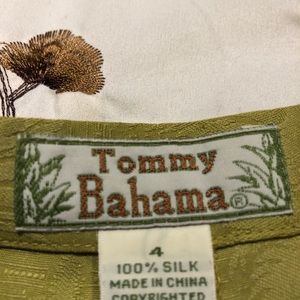 Tommy
Bahama®
4
100% SILK
MADE IN CHINA
COPYRIGHTED